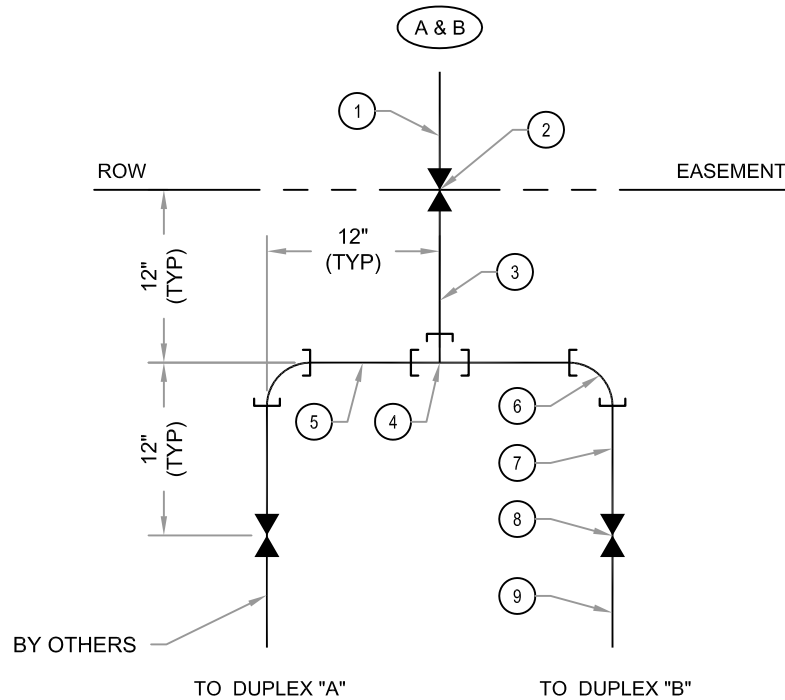 A & B
1
2
ROW
EASEMENT
12"
(TYP)
12"
(TYP)
3
5
4
6
12"
(TYP)
7
8
9
BY OTHERS
TO DUPLEX "A"
TO DUPLEX "B"